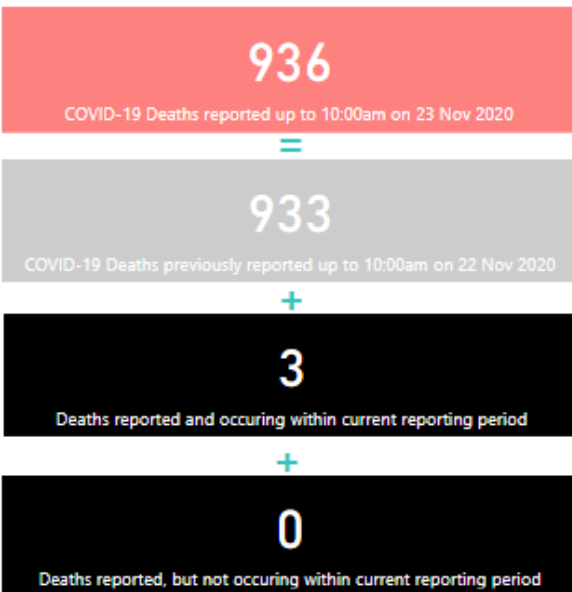 936
COVID-19 Deaths reported up to 10:00am on 23 Nov 2020
=
933
COVID-19 Deaths previously reported up to 10:00am on 22 Nov 2020
+
3
Deaths reported and occuring within current reporting period
+
0
Deaths reported, but not occuring within current reporting period